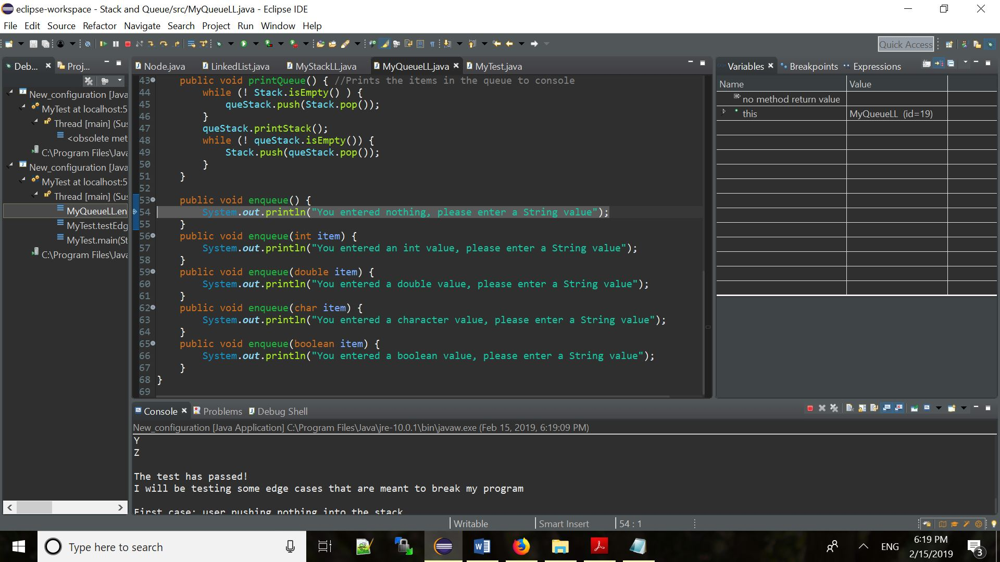 eclipse-workspace - Stack and Queue/src/MyQueueLL.java - Eclipse IDE
File Edit Source Refactor Navigate Search Project Run Window Help
Quick Access
Deb... Proj...
New_configuration [Java
MyTest at localhost:5
Thread [main] (Sus
<obsolete met
C:\Program Files\Java
New_configuration [Java
MyTest at localhost:5
Thread [main] (Sus
MyQueueLL.en
MyTest.testEdg
MyTest.main(St
C:\Program Files\Java
Node.java LinkedList.java MyStackLL.java MyQueueLL.java MyTest.java
43 public void printQueue() { //Prints the items in the queue to console
44 while (! Stack.isEmpty() ) {
45 queStack.push(Stack.pop());
46 }
47 queStack.printStack();
48 while (! queStack.isEmpty()) {
49 Stack.push(queStack.pop());
50 }
51 }
52
53 public void enqueue() {
54 System.out.println("You entered nothing, please enter a String value");
55 }
56 public void enqueue(int item) {
57 System.out.println("You entered an int value, please enter a String value");
58 }
59 public void enqueue(double item) {
60 System.out.println("You entered a double value, please enter a String value");
61 }
62 public void enqueue(char item) {
63 System.out.println("You entered a character value, please enter a String value");
64 }
65 public void enqueue(boolean item) {
66 System.out.println("You entered a boolean value, please enter a String value");
67 }
68 }
69
Variables Breakpoints Expressions
Name Value
no method return value
this MyQueueLL (id=19)
Console Problems Debug Shell
New_configuration [Java Application] C:\Program Files\Java\jre-10.0.1\bin\javaw.exe (Feb 15, 2019, 6:19:09 PM)
Y
Z
The test has passed!
I will be testing some edge cases that are meant to break my program
First case: user pushing nothing into the stack
Writable Smart Insert 54 : 1
Type here to search
ENG
6:19 PM
2/15/2019
3